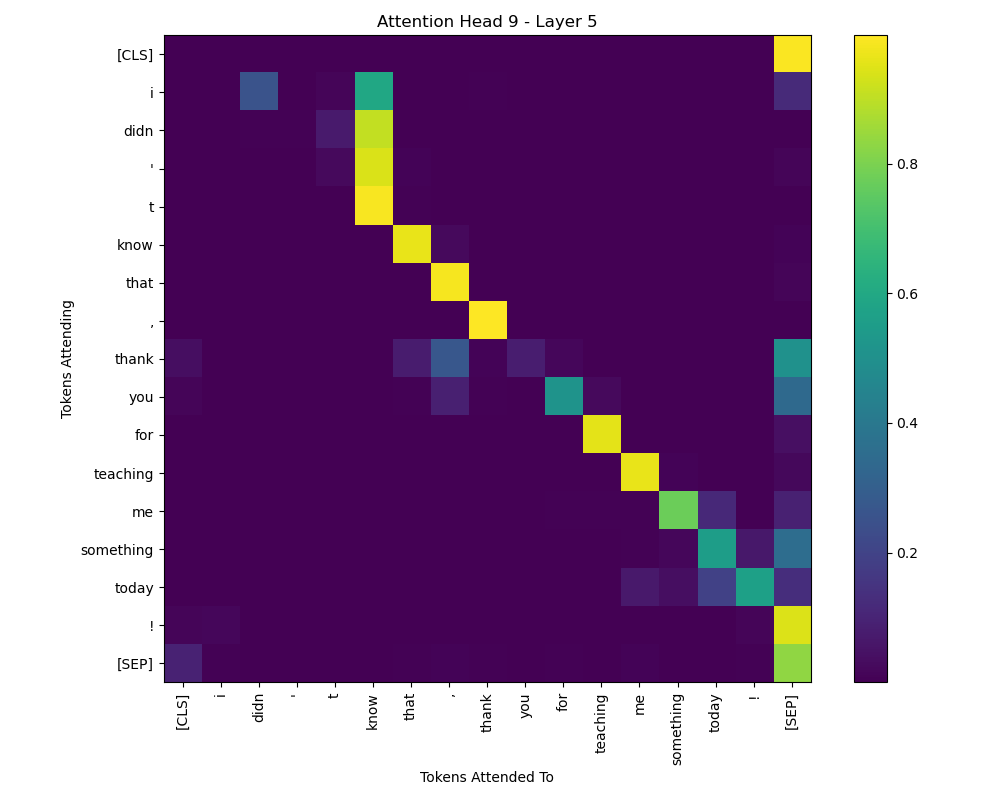 Attention Head 9 - Layer 5
Tokens Attending
[CLS]
i
didn
'
t
know
that
,
thank
you
for
teaching
me
something
today
!
[SEP]
[CLS]
i
didn
'
t
know
that
,
thank
you
for
teaching
me
something
today
!
[SEP]
Tokens Attended To
0.8
0.6
0.4
0.2